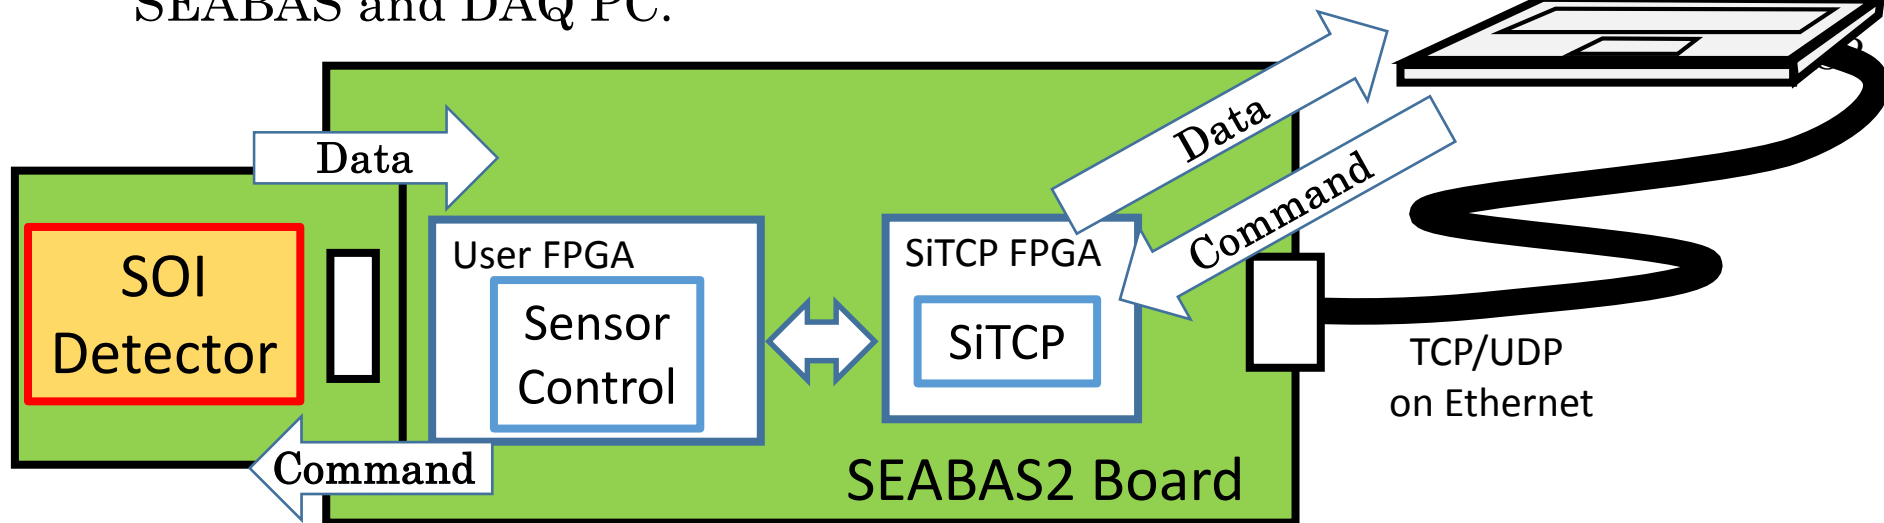 SEABAS and DAQ PC.
Data
Data
Command
SOI
Detector
User FPGA
Sensor
Control
SiTCP FPGA
SiTCP
TCP/UDP
on Ethernet
Command
SEABAS2 Board